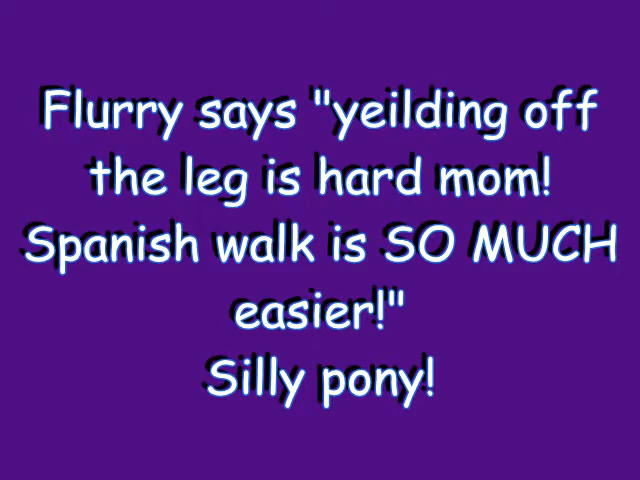 Flurry says "yeilding off
the leg is hard mom!
Spanish walk is SO MUCH
easier!"
Silly pony!